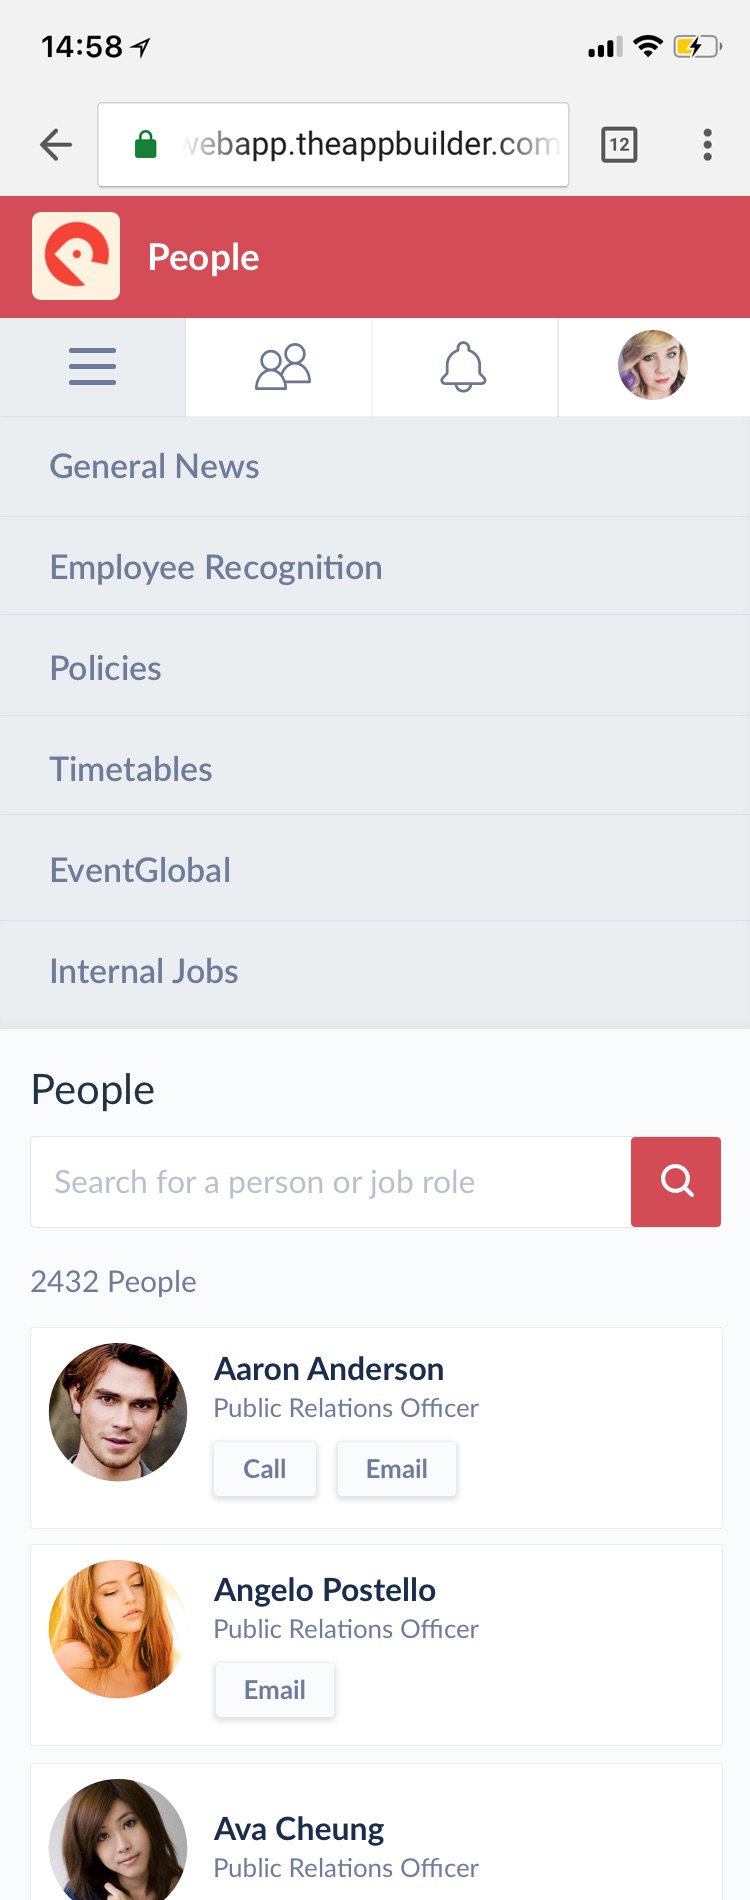 14:58
webapp.theappbuilder.com
12
People
General News
Employee Recognition
Policies
Timetables
EventGlobal
Internal Jobs
People
Search for a person or job role
2432 People
Aaron Anderson
Public Relations Officer
Call Email
Angelo Postello
Public Relations Officer
Email
Ava Cheung
Public Relations Officer